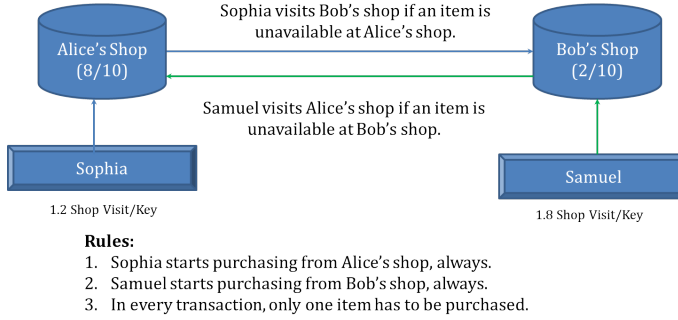 Sophia visits Bob's shop if an item is
unavailable at Alice's shop.
Alice's Shop
(8/10)
Bob's Shop
(2/10)
Samuel visits Alice's shop if an item is
unavailable at Bob's shop.
Sophia
Samuel
1.2 Shop Visit/Key
1.8 Shop Visit/Key
Rules:
1. Sophia starts purchasing from Alice's shop, always.
2. Samuel starts purchasing from Bob's shop, always.
3. In every transaction, only one item has to be purchased.